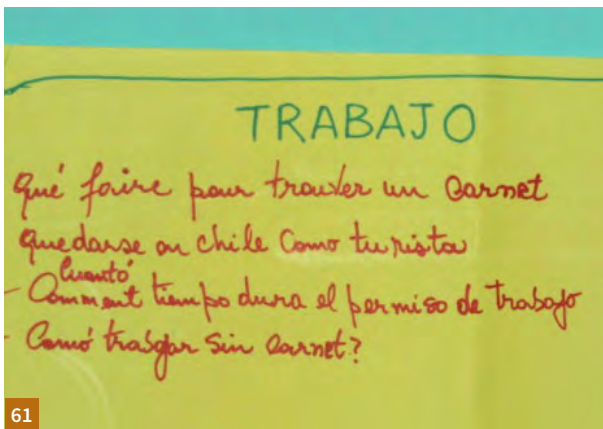 TRABAJO
Qué faire pour trouver un Carnet
quedarse en chile Como turista
Cuantó
- Comment tiempo dura el permiso de trabajo
- Comó trabajar Sin Carnet?
61